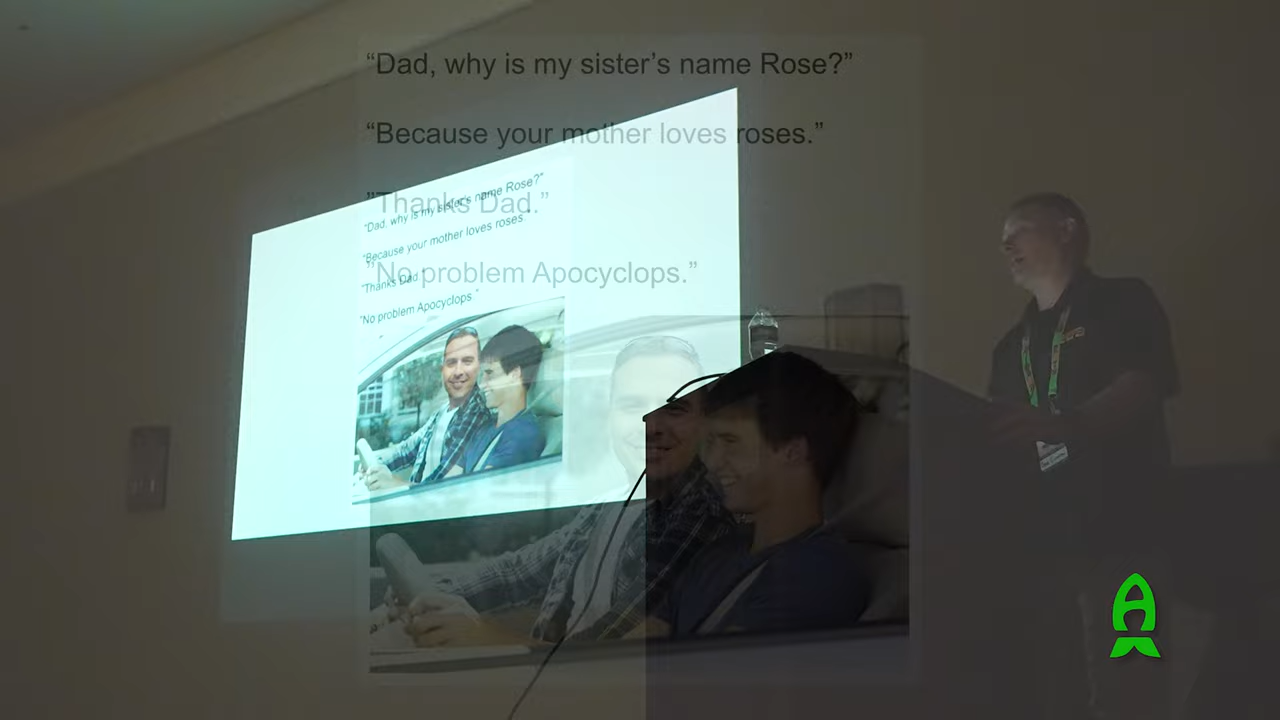 “Dad, why is my sister’s name Rose?”
“Because your mother loves roses.”
”Thanks Dad.”
”No problem Apocyclops.”
“Dad, why is my sister’s name Rose?”
“Because your mother loves roses”
”Thanks Dad”
“No problem Apocyclops”